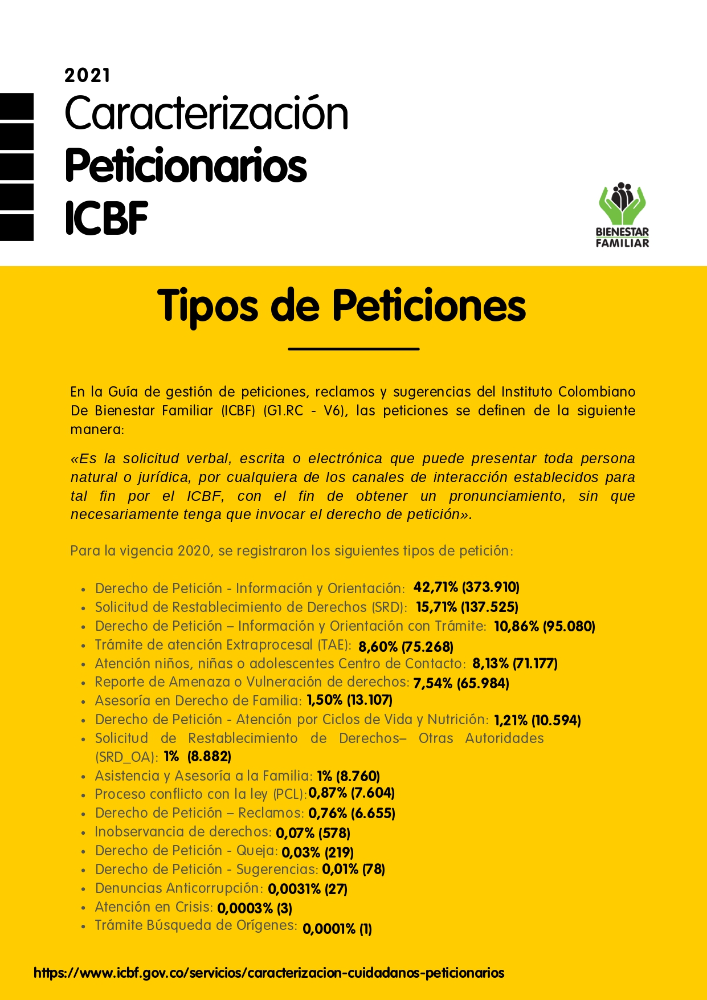 2021
Caracterización
Peticionarios
ICBF
BIENESTAR
FAMILIAR
Tipos de Peticiones
En la Guía de gestión de peticiones, reclamos y sugerencias del Instituto Colombiano
De Bienestar Familiar (ICBF) (G1.RC - V6), las peticiones se definen de la siguiente
manera:
«Es la solicitud verbal, escrita o electrónica que puede presentar toda persona
natural o jurídica, por cualquiera de los canales de interacción establecidos para
tal fin por el ICBF, con el fin de obtener un pronunciamiento, sin que
necesariamente tenga que invocar el derecho de petición».
Para la vigencia 2020, se registraron los siguientes tipos de petición:
• Derecho de Petición - Información y Orientación: 42,71% (373.910)
• Solicitud de Restablecimiento de Derechos (SRD): 15,71% (137.525)
• Derecho de Petición – Información y Orientación con Trámite: 10,86% (95.080)
• Trámite de atención Extraprocesal (TAE): 8,60% (75.268)
• Atención niños, niñas o adolescentes Centro de Contacto: 8,13% (71.177)
• Reporte de Amenaza o Vulneración de derechos: 7,54% (65.984)
• Asesoría en Derecho de Familia: 1,50% (13.107)
• Derecho de Petición - Atención por Ciclos de Vida y Nutrición: 1,21% (10.594)
• Solicitud de Restablecimiento de Derechos– Otras Autoridades
(SRD_OA): 1% (8.882)
• Asistencia y Asesoría a la Familia: 1% (8.760)
• Proceso conflicto con la ley (PCL): 0,87% (7.604)
• Derecho de Petición – Reclamos: 0,76% (6.655)
• Inobservancia de derechos: 0,07% (578)
• Derecho de Petición - Queja: 0,03% (219)
• Derecho de Petición - Sugerencias: 0,01% (78)
• Denuncias Anticorrupción: 0,0031% (27)
• Atención en Crisis: 0,0003% (3)
• Trámite Búsqueda de Orígenes: 0,0001% (1)
https://www.icbf.gov.co/servicios/caracterizacion-cuidadanos-peticionarios